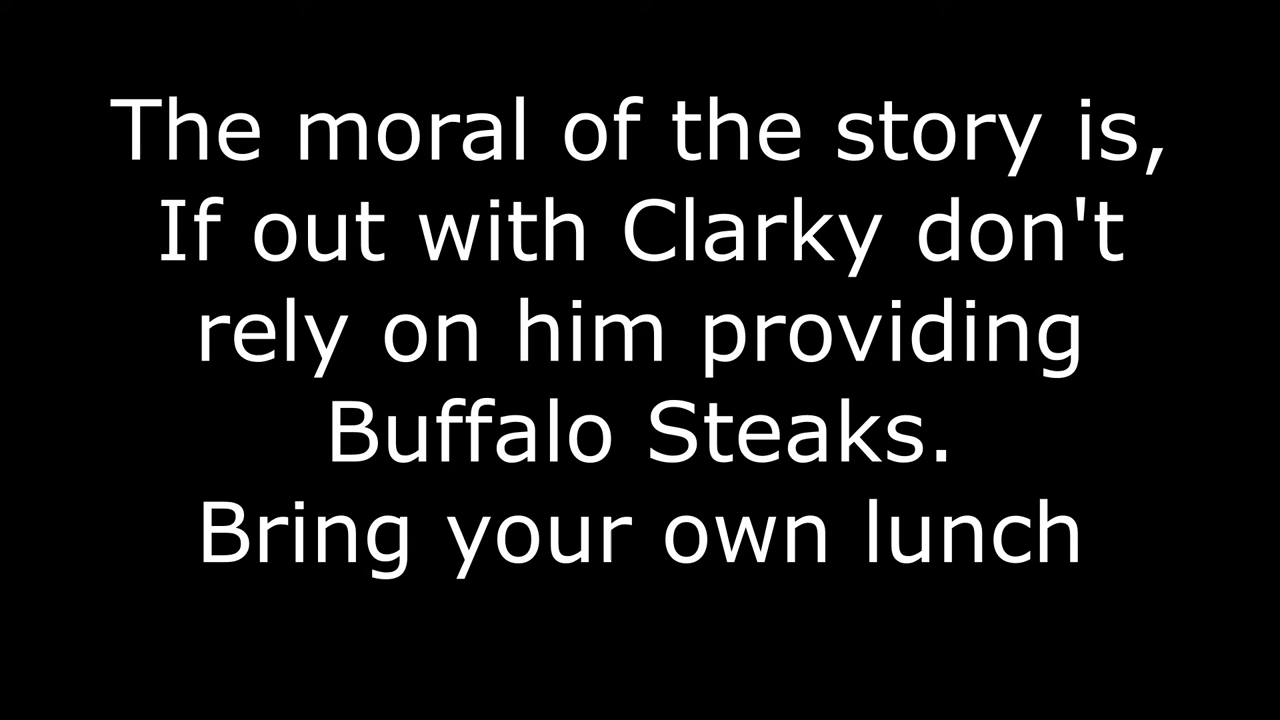 The moral of the story is,
If out with Clarky don't
rely on him providing
Buffalo Steaks.
Bring your own lunch